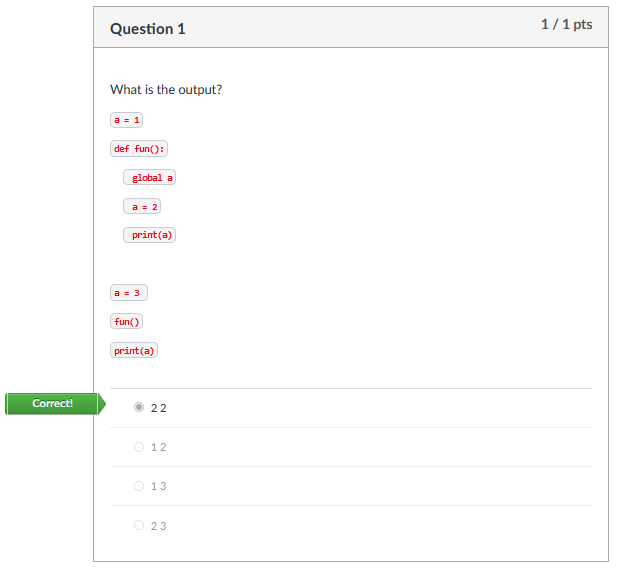 Question 1
1 / 1 pts
What is the output?
a = 1
def fun():
global a
a = 2
print(a)
a = 3
fun()
print(a)
Correct!
2 2
1 2
1 3
2 3